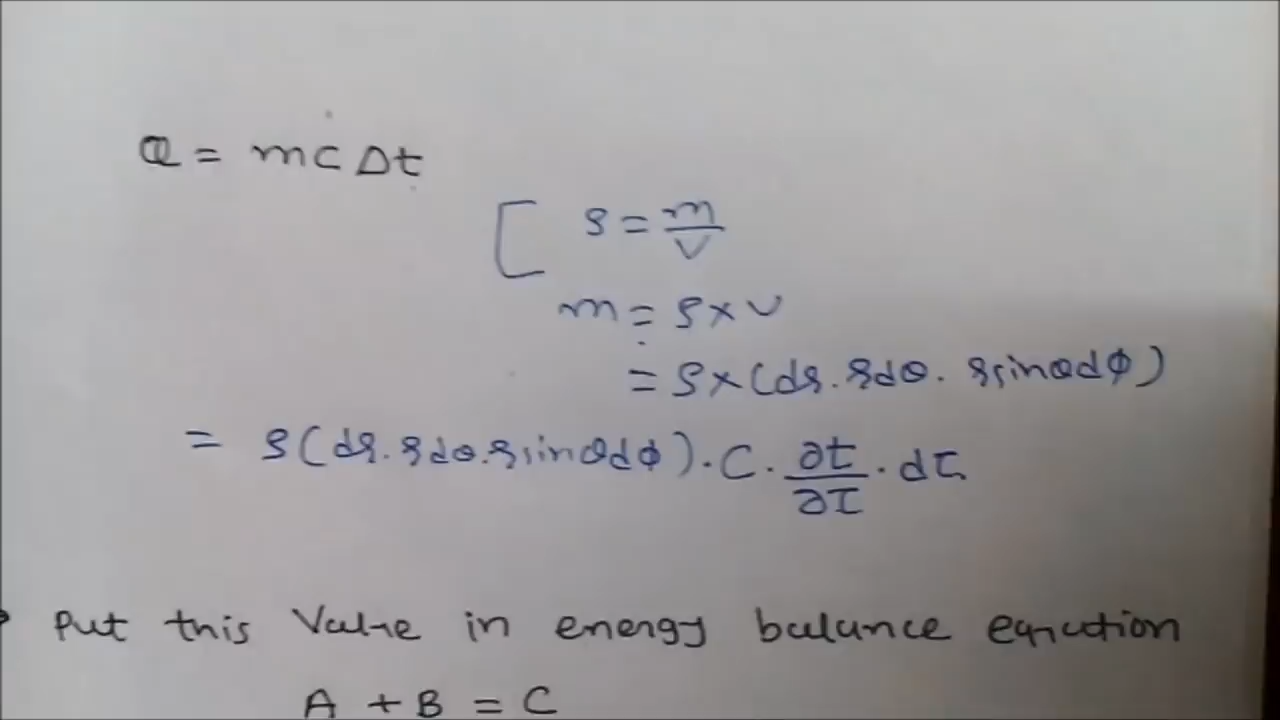 Q = mcΔt
[ ρ = m/V
m = ρ×V
= ρ×(dr. rdθ. rsinθdϕ)
= ρ(dr. rdθ. rsinθdϕ). C. ∂t/∂τ . dτ
Put this Value in energy balance equation
A + B = C